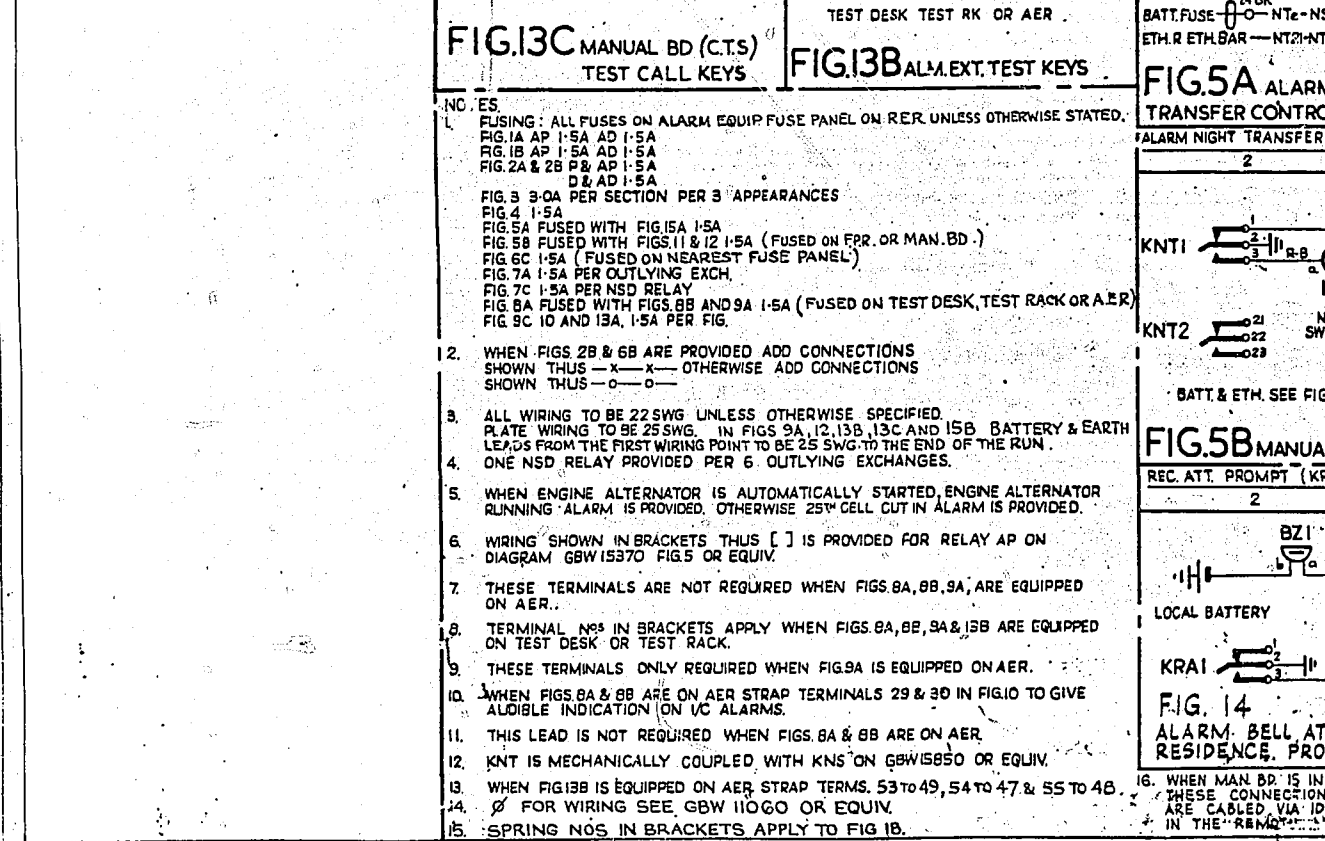 TEST DESK TEST RK OR AER
FIG.13C MANUAL BD (C.T.S)
TEST CALL KEYS
FIG.13B ALM.EXT.TEST KEYS
NOTES.
1. FUSING: ALL FUSES ON ALARM EQUIP. FUSE PANEL ON R.E.R. UNLESS OTHERWISE STATED.
FIG.1A AP 1·5A AD 1·5A
FIG.1B AP 1·5A AD 1·5A
FIG.2A & 2B P& AP 1·5A
D& AD 1·5A
FIG.3 3·0A PER SECTION PER 3 APPEARANCES
FIG.4 1·5A
FIG.5A FUSED WITH FIG.15A 1·5A
FIG.5B FUSED WITH FIGS.11 & 12 1·5A (FUSED ON F.P.R. OR MAN.BD.)
FIG.6C 1·5A (FUSED ON NEAREST FUSE PANEL)
FIG.7A 1·5A PER OUTLYING EXCH.
FIG.7C 1·5A PER NSD RELAY
FIG.8A FUSED WITH FIGS.8B AND 9A 1·5A (FUSED ON TEST DESK, TEST RACK OR A.E.R)
FIG 9C 10 AND 13A, 1·5A PER FIG.
2. WHEN FIGS. 2B & 6B ARE PROVIDED ADD CONNECTIONS
SHOWN THUS —x—x— OTHERWISE ADD CONNECTIONS
SHOWN THUS —o—o—
3. ALL WIRING TO BE 22 SWG UNLESS OTHERWISE SPECIFIED.
PLATE WIRING TO BE 25 SWG. IN FIGS 9A, 12, 13B, 13C AND 15B BATTERY & EARTH
LEADS FROM THE FIRST WIRING POINT TO BE 25 SWG. TO THE END OF THE RUN.
4. ONE NSD RELAY PROVIDED PER 6 OUTLYING EXCHANGES.
5. WHEN ENGINE ALTERNATOR IS AUTOMATICALLY STARTED, ENGINE ALTERNATOR
RUNNING ALARM IS PROVIDED. OTHERWISE 25TH CELL CUT IN ALARM IS PROVIDED.
6. WIRING SHOWN IN BRACKETS THUS [ ] IS PROVIDED FOR RELAY AP ON
DIAGRAM GBW 15370 FIG.5 OR EQUIV.
7. THESE TERMINALS ARE NOT REQUIRED WHEN FIGS.8A, 8B, 9A, ARE EQUIPPED
ON AER.
8. TERMINAL Nos IN BRACKETS APPLY WHEN FIGS.8A, 8B, 9A & 15B ARE EQUIPPED
ON TEST DESK OR TEST RACK.
9. THESE TERMINALS ONLY REQUIRED WHEN FIG.9A IS EQUIPPED ON AER.
10. WHEN FIGS.8A & 8B ARE ON AER STRAP TERMINALS 29 & 30 IN FIG.10 TO GIVE
AUDIBLE INDICATION ON I/C ALARMS.
11. THIS LEAD IS NOT REQUIRED WHEN FIGS. 8A & 8B ARE ON AER
12. KNT IS MECHANICALLY COUPLED WITH KNS ON GBW15850 OR EQUIV.
13. WHEN FIG.13B IS EQUIPPED ON AER STRAP TERMS. 53 TO 49, 54 TO 47 & 55 TO 48.
14. Ø FOR WIRING SEE GBW 11060 OR EQUIV.
15. SPRING NOS IN BRACKETS APPLY TO FIG 1B.
BATT.FUSE NTe-NS
ETH.R ETH.BAR NT21-NT
FIG.5A ALARM
TRANSFER CONTRO
ALARM NIGHT TRANSFER
2
KNT1 1 2 3 R-B a
KNT2 21 22 23 SW
BATT.& ETH. SEE FIG
FIG.5B MANUA
REC. ATT. PROMPT (KR
2
BZ1
b a
LOCAL BATTERY
KRA1 1 2 3
FIG. 14
ALARM BELL AT
RESIDENCE. PRO
16. WHEN MAN BD. IS IN
THESE CONNECTION
ARE CABLED VIA ID
IN THE REMOT